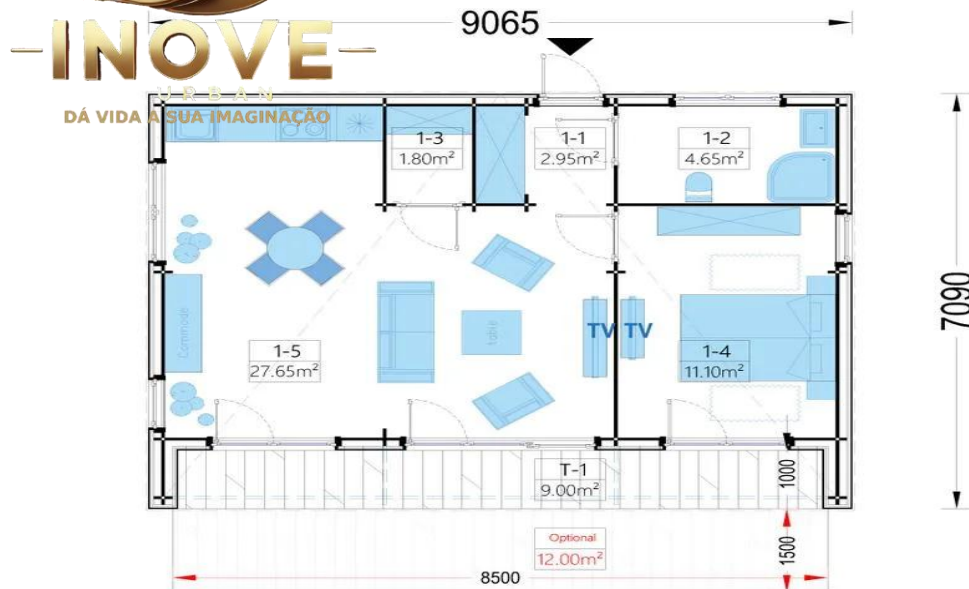 9065
INOVE
URBAN
DÁ VIDA A SUA IMAGINAÇÃO
1-3
1.80m²
1-1
2.95m²
1-2
4.65m²
7090
Commode
table
TV TV
1-5
27.65m²
1-4
11.10m²
T-1
9.00m²
1000
Optional
12.00m²
1500
8500